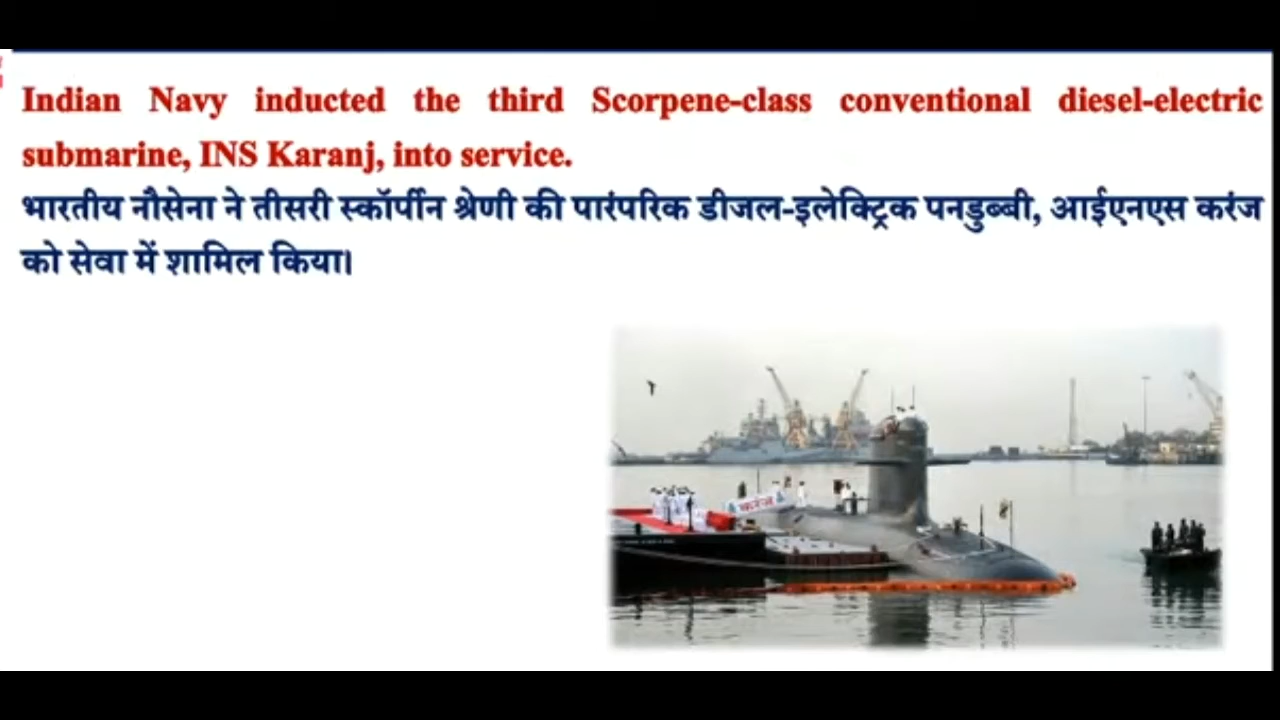 Indian Navy inducted the third Scorpene-class conventional diesel-electric
submarine, INS Karanj, into service.
भारतीय नौसेना ने तीसरी स्कॉर्पीन श्रेणी की पारंपरिक डीजल-इलेक्ट्रिक पनडुब्बी, आईएनएस करंज
को सेवा में शामिल किया।